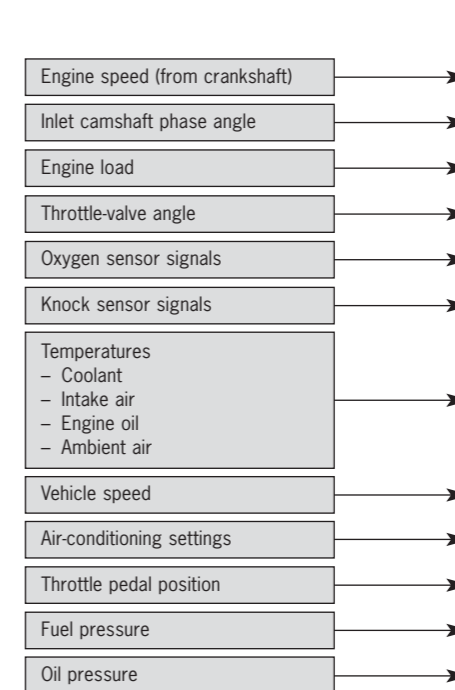 Engine speed (from crankshaft)
Inlet camshaft phase angle
Engine load
Throttle-valve angle
Oxygen sensor signals
Knock sensor signals
Temperatures
– Coolant
– Intake air
– Engine oil
– Ambient air
Vehicle speed
Air-conditioning settings
Throttle pedal position
Fuel pressure
Oil pressure